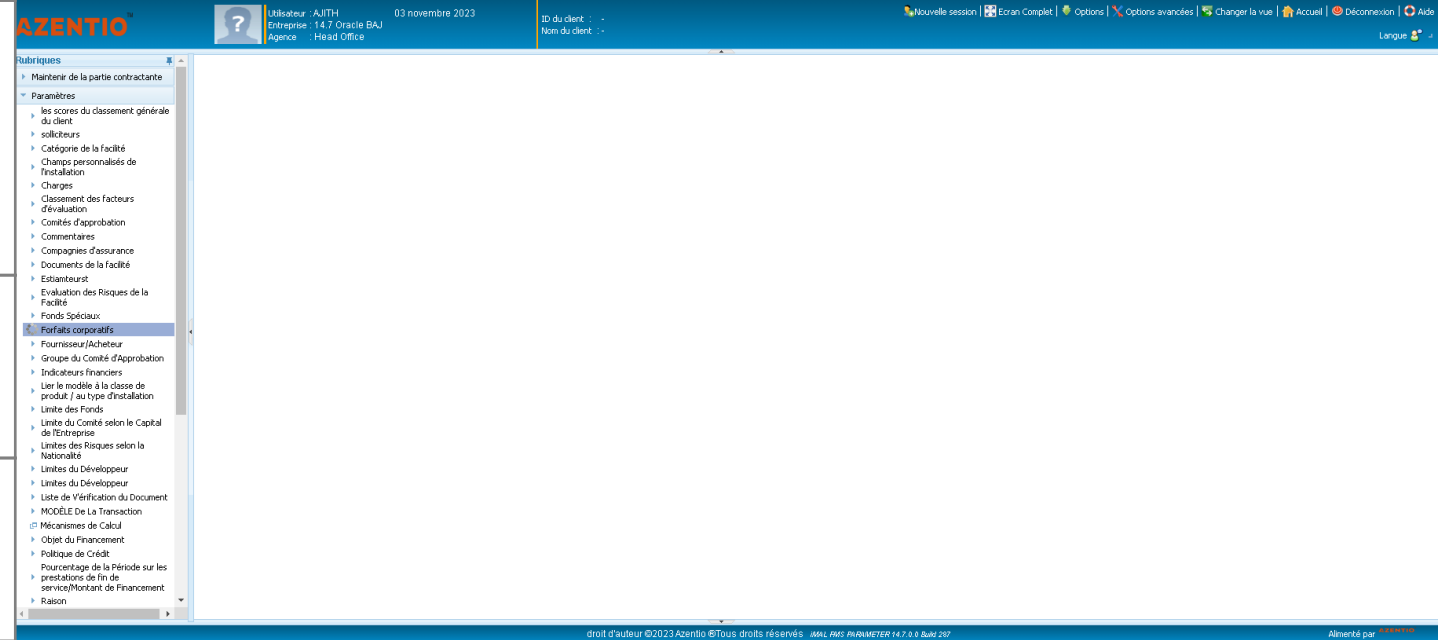 AZENTIO™
Utilisateur : AJITH 03 novembre 2023
Entreprise : 14.7 Oracle BAJ
Agence : Head Office
ID du client : -
Nom du client : -
Nouvelle session | Ecran Complet | Options | Options avancées | Changer la vue | Accueil | Déconnexion | Aide
Langue
Rubriques
Maintenir de la partie contractante
Paramètres
les scores du classement générale
du client
solliciteurs
Catégorie de la facilité
Champs personnalisés de
l'installation
Charges
Classement des facteurs
d'évaluation
Comités d'approbation
Commentaires
Compagnies d'assurance
Documents de la facilité
Estiamteurst
Evaluation des Risques de la
Facilité
Fonds Spéciaux
Forfaits corporatifs
Fournisseur/Acheteur
Groupe du Comité d'Approbation
Indicateurs financiers
Lier le modèle à la classe de
produit / au type d'installation
Limite des Fonds
Limite du Comité selon le Capital
de l'Entreprise
Limites des Risques selon la
Nationalité
Limites du Développeur
Limites du Développeur
Liste de V'érification du Document
MODÈLE De La Transaction
Mécanismes de Calcul
Objet du Financement
Politique de Crédit
Pourcentage de la Période sur les
prestations de fin de
service/Montant de Financement
Raison
droit d'auteur ©2023 Azentio ®Tous droits réservés iMAL FMS PARAMETER 14.7.0.0 Build 287
Alimenté par AZENTIO